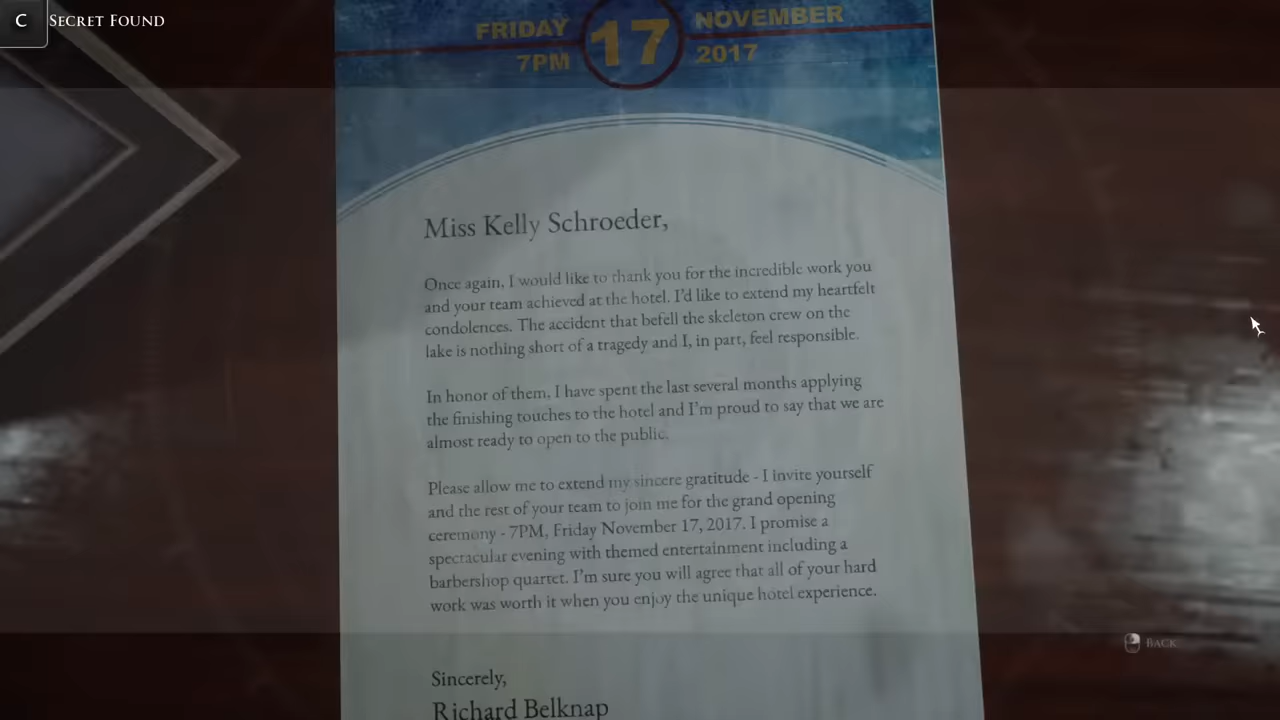 C
SECRET FOUND
FRIDAY 17 NOVEMBER
7PM 2017
Miss Kelly Schroeder,
Once again, I would like to thank you for the incredible work you
and your team achieved at the hotel. I'd like to extend my heartfelt
condolences. The accident that befell the skeleton crew on the
lake is nothing short of a tragedy and I, in part, feel responsible.
In honor of them, I have spent the last several months applying
the finishing touches to the hotel and I'm proud to say that we are
almost ready to open to the public.
Please allow me to extend my sincere gratitude - I invite yourself
and the rest of your team to join me for the grand opening
ceremony - 7PM, Friday November 17, 2017. I promise a
spectacular evening with themed entertainment including a
barbershop quartet. I'm sure you will agree that all of your hard
work was worth it when you enjoy the unique hotel experience.
BACK
Sincerely,
Richard Belknap